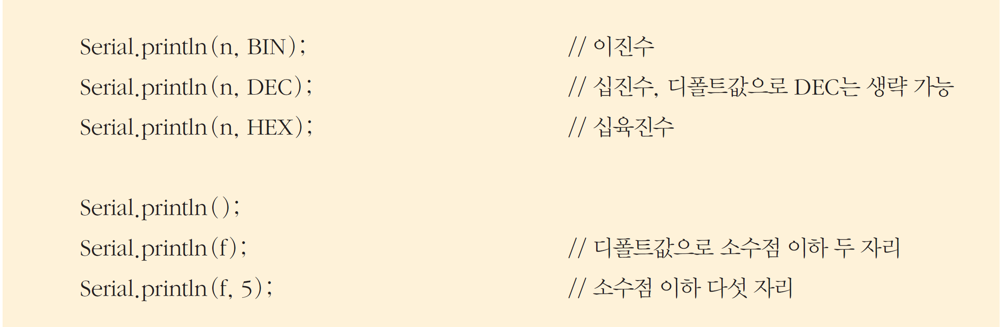 Serial.println(n, BIN); // 이진수
Serial.println(n, DEC); // 십진수, 디폴트값으로 DEC는 생략 가능
Serial.println(n, HEX); // 십육진수
Serial.println();
Serial.println(f); // 디폴트값으로 소수점 이하 두 자리
Serial.println(f, 5); // 소수점 이하 다섯 자리